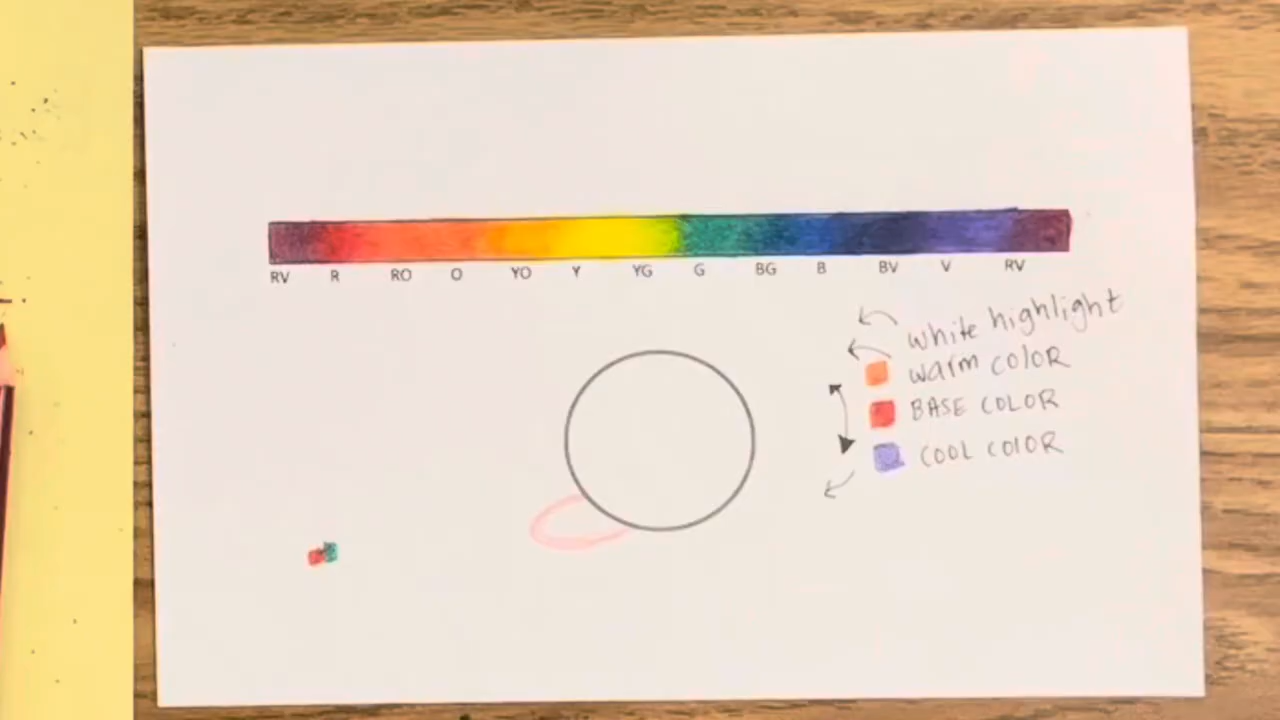 RV R RO O YO Y YG G BG B BV V RV
white highlight
warm color
BASE COLOR
COOL COLOR